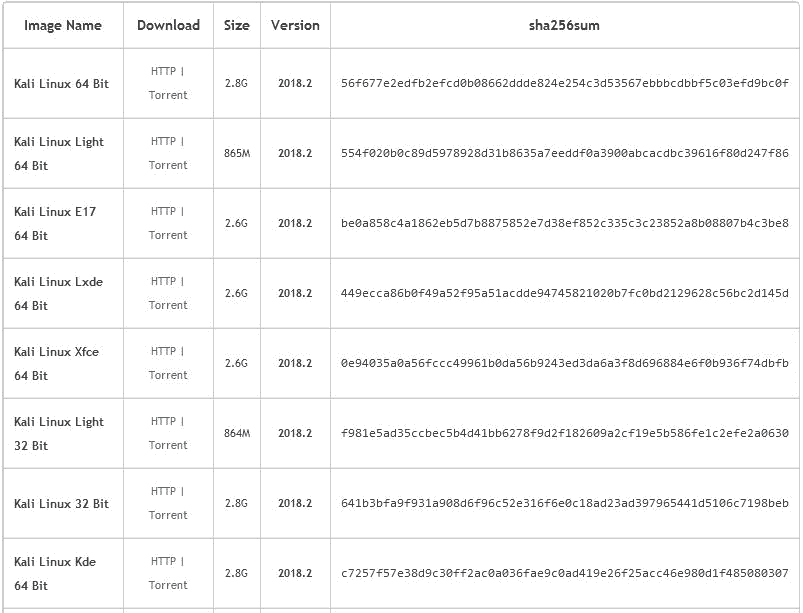 Image Name Download Size Version sha256sum
Kali Linux 64 Bit HTTP | Torrent 2.8G 2018.2 56f677e2edfb2efcd0b08662ddde824e254c3d53567ebbbcdbbf5c03efd9bc0f
Kali Linux Light 64 Bit HTTP | Torrent 865M 2018.2 554f020b0c89d5978928d31b8635a7eeddf0a3900abcacdbc39616f80d247f86
Kali Linux E17 64 Bit HTTP | Torrent 2.6G 2018.2 be0a858c4a1862eb5d7b8875852e7d38ef852c335c3c23852a8b08807b4c3be8
Kali Linux Lxde 64 Bit HTTP | Torrent 2.6G 2018.2 449ecca86b0f49a52f95a51acdde94745821020b7fc0bd2129628c56bc2d145d
Kali Linux Xfce 64 Bit HTTP | Torrent 2.6G 2018.2 0e94035a0a56fccc49961b0da56b9243ed3da6a3f8d696884e6f0b936f74dbfb
Kali Linux Light 32 Bit HTTP | Torrent 864M 2018.2 f981e5ad35ccbec5b4d41bb6278f9d2f182609a2cf19e5b586fe1c2efe2a0630
Kali Linux 32 Bit HTTP | Torrent 2.8G 2018.2 641b3bfa9f931a908d6f96c52e316f6e0c18ad23ad397965441d5106c7198beb
Kali Linux Kde 64 Bit HTTP | Torrent 2.8G 2018.2 c7257f57e38d9c30ff2ac0a036fae9c0ad419e26f25acc46e980d1f485080307